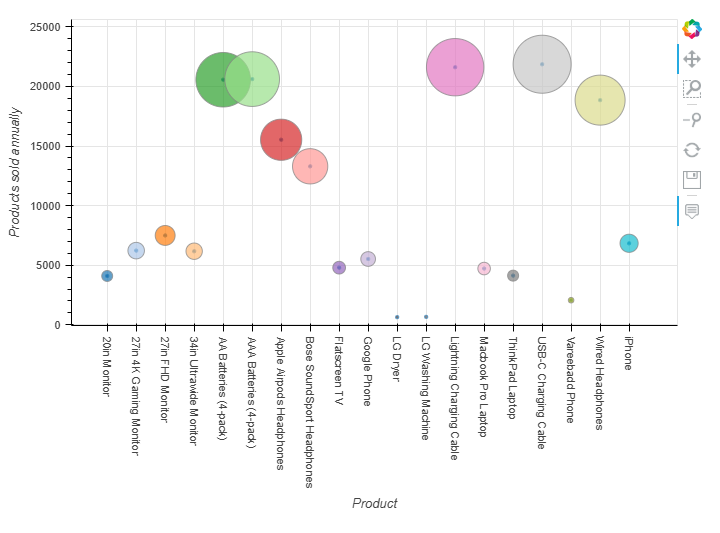 25000
20000
15000
10000
5000
0
Products sold annually
20in Monitor
27in 4K Gaming Monitor
27in FHD Monitor
34in Ultrawide Monitor
AA Batteries (4-pack)
AAA Batteries (4-pack)
Apple Airpods Headphones
Bose SoundSport Headphones
Flatscreen TV
Google Phone
LG Dryer
LG Washing Machine
Lightning Charging Cable
Macbook Pro Laptop
ThinkPad Laptop
USB-C Charging Cable
Vareebadd Phone
Wired Headphones
iPhone
Product